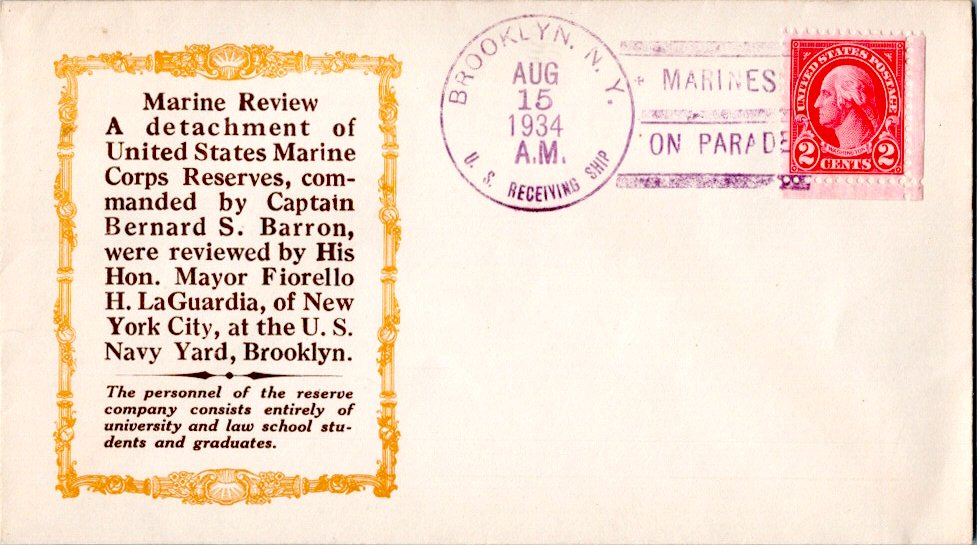 Marine Review
A detachment of
United States Marine
Corps Reserves, com-
manded by Captain
Bernard S. Barron,
were reviewed by His
Hon. Mayor Fiorello
H. LaGuardia, of New
York City, at the U. S.
Navy Yard, Brooklyn.
The personnel of the reserve
company consists entirely of
university and law school stu-
dents and graduates.
BROOKLYN. N. Y.
AUG
15
1934
A.M.
U. S. RECEIVING SHIP
MARINES
ON PARADE
UNITED STATES POSTAGE
WASHINGTON
2 CENTS 2